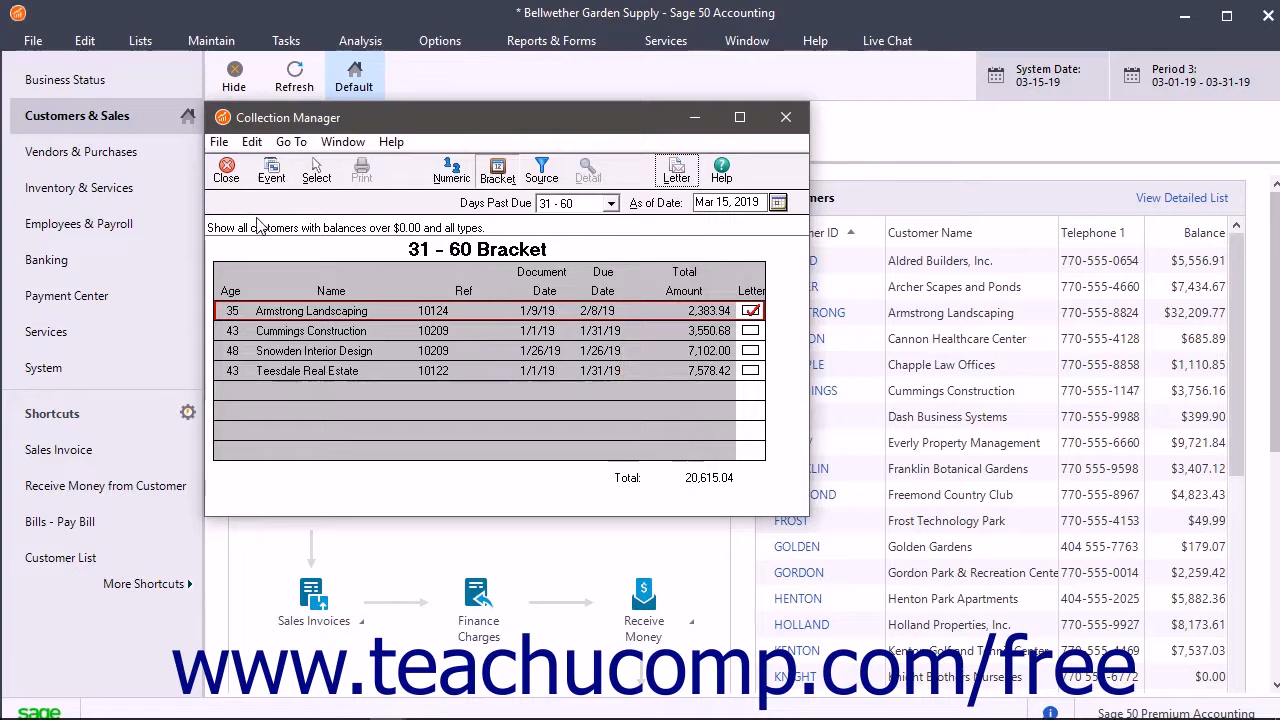 * Bellwether Garden Supply - Sage 50 Accounting
File Edit Lists Maintain Tasks Analysis Options Reports & Forms Services Window Help Live Chat
Business Status
Customers & Sales
Vendors & Purchases
Inventory & Services
Employees & Payroll
Banking
Payment Center
Services
System
Shortcuts
Sales Invoice
Receive Money from Customer
Bills - Pay Bill
Customer List
More Shortcuts
Hide Refresh Default
System Date:
03-15-19
Period 3:
03-01-19 - 03-31-19
Collection Manager
File Edit Go To Window Help
Close Event Select Print Numeric Bracket Source Detail Letter Help
Days Past Due 31 - 60 As of Date: Mar 15, 2019
Show all customers with balances over $0.00 and all types.
31 - 60 Bracket
Document Due Total
Age Name Ref Date Date Amount Letter
35 Armstrong Landscaping 10124 1/9/19 2/8/19 2,383.94
43 Cummings Construction 10209 1/1/19 1/31/19 3,550.68
48 Snowden Interior Design 10209 1/26/19 1/26/19 7,102.00
43 Teesdale Real Estate 10122 1/1/19 1/31/19 7,578.42
Total: 20,615.04
Sales Invoices
Finance
Charges
Receive
Money
mers View Detailed List
er ID Customer Name Telephone 1 Balance
D Aldred Builders, Inc. 770-555-0654 $5,556.91
ER Archer Scapes and Ponds 770-555-4660 $7,434.67
STRONG Armstrong Landscaping 770-555-8824 $32,209.77
ON Cannon Healthcare Center 770-555-4128 $685.89
PLE Chapple Law Offices 770-555-8858 $1,110.85
INGS Cummings Construction 770-555-1147 $3,756.16
Dash Business Systems 770-555-9988 $399.90
Everly Property Management 770-555-6660 $9,721.84
LIN Franklin Botanical Gardens 770 555-9598 $3,407.12
OND Freemond Country Club 770-555-8967 $4,823.43
FROST Frost Technology Park 770-555-4153 $49.99
GOLDEN Golden Gardens 404 555-7763 $107.07
GORDON Gordon Park & Recreation Cente 770-555-0014 $2,259.42
HENTON Henton Park Apartments 404 555-2025 $5,882.36
HOLLAND Holland Properties, Inc. 770-555-9927 $8,173.61
$7,537.03
$0.00
www.teachucomp.com/free
sage
Sage 50 Premium Accounting